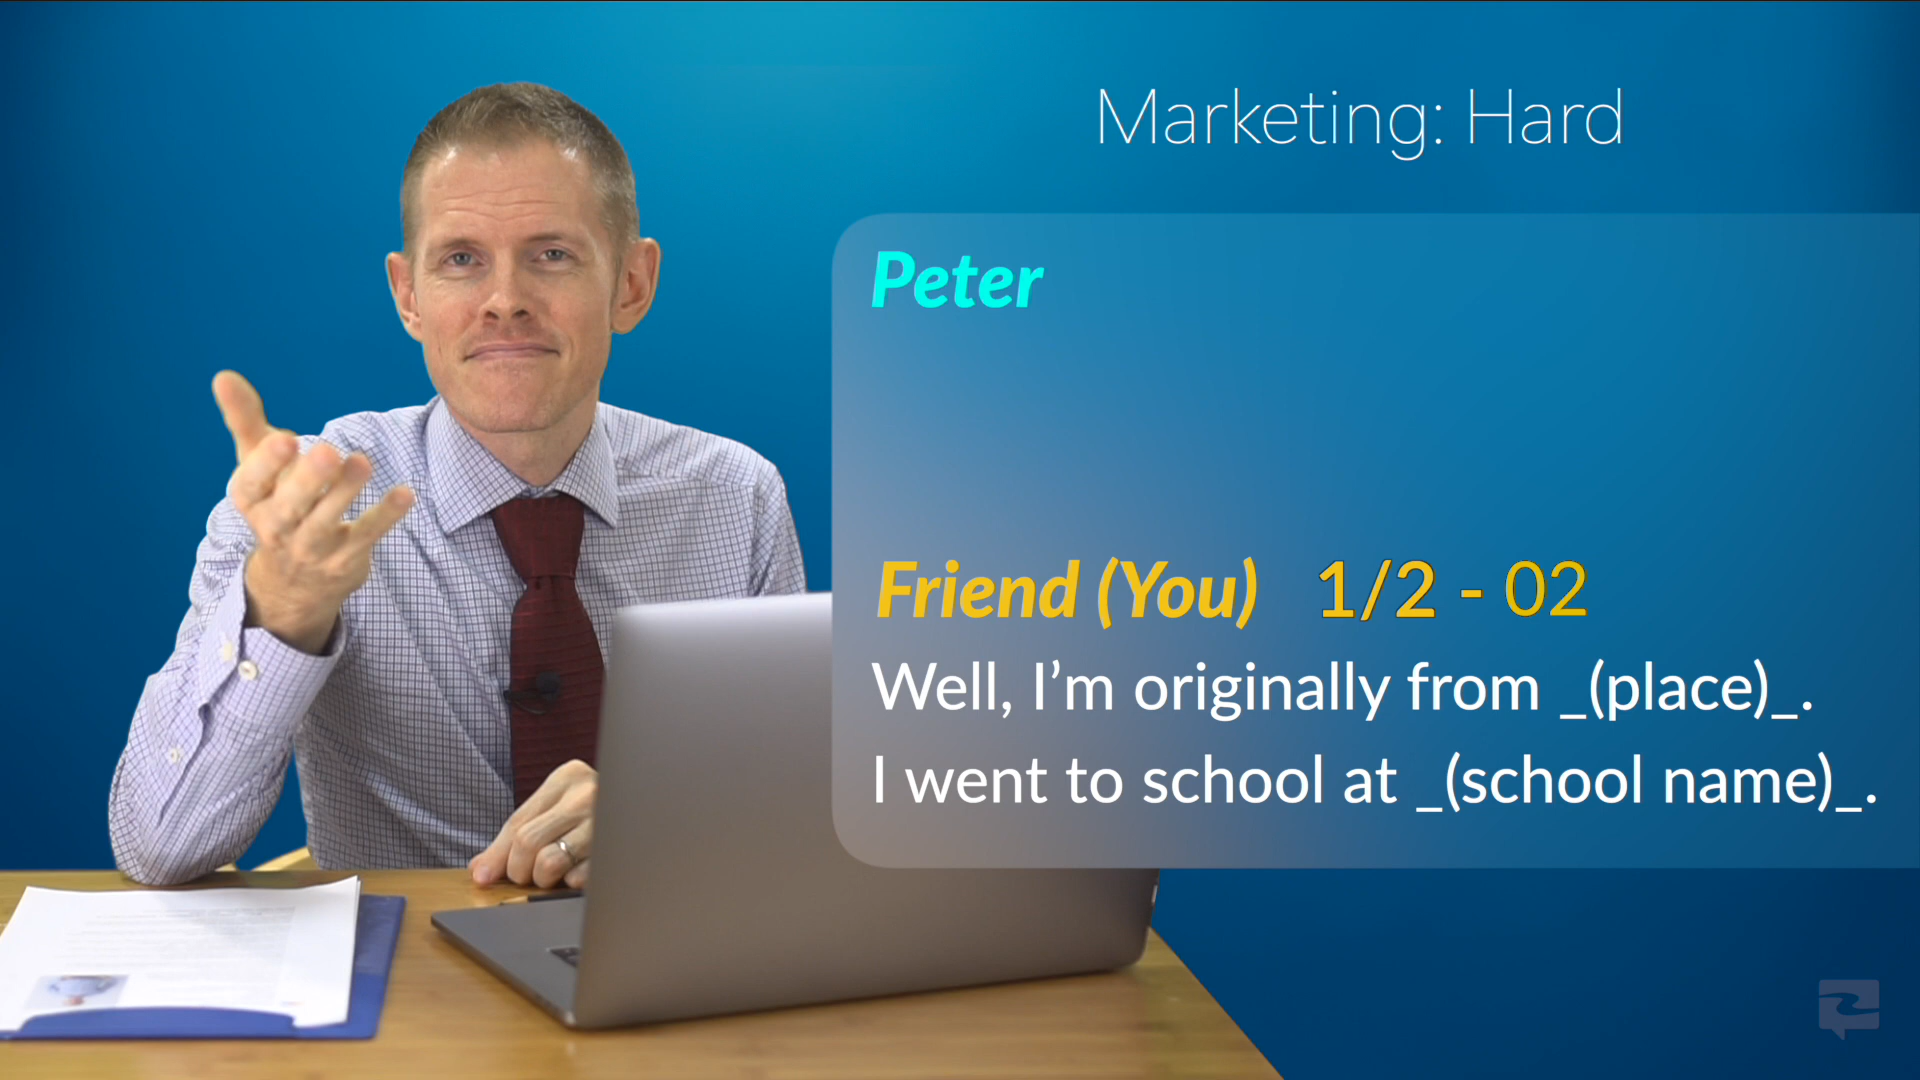 Marketing: Hard
Peter
Friend (You) 1/2 - 02
Well, I’m originally from _(place)_.
I went to school at _(school name)_.